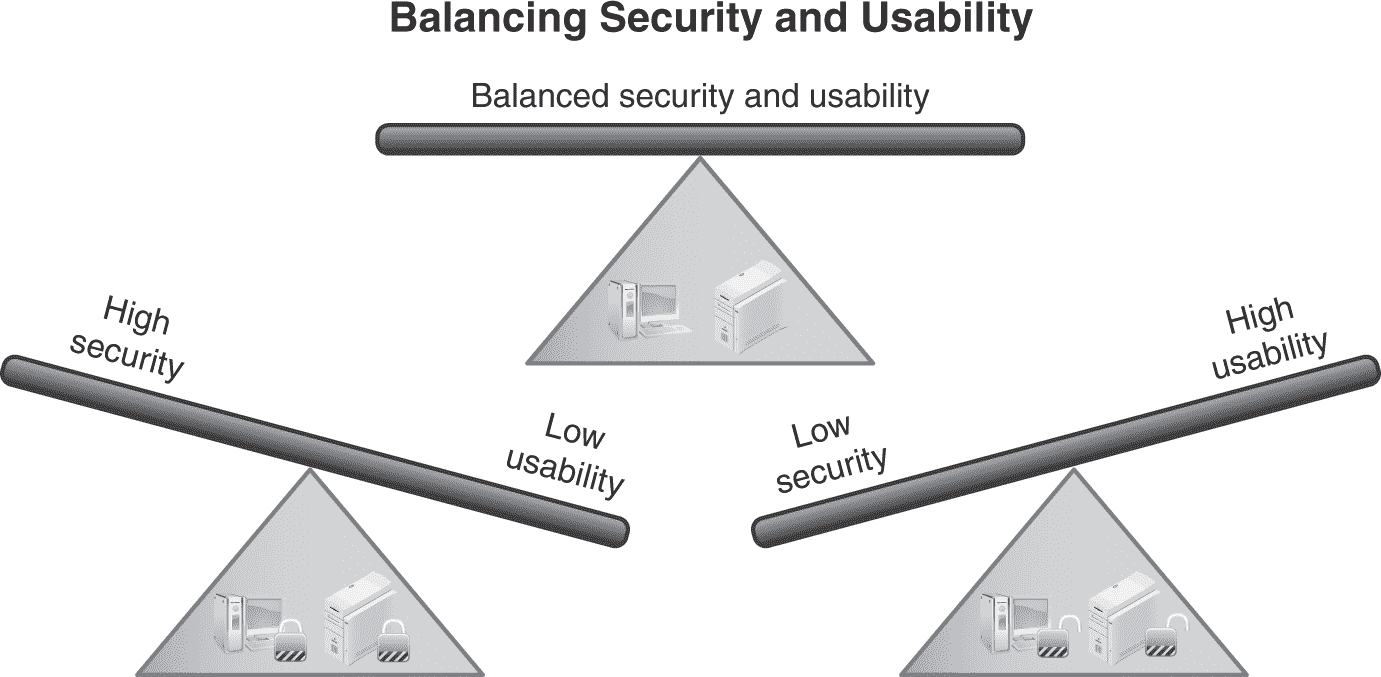 Balancing Security and Usability
Balanced security and usability
High
security
Low
usability
Low
security
High
usability